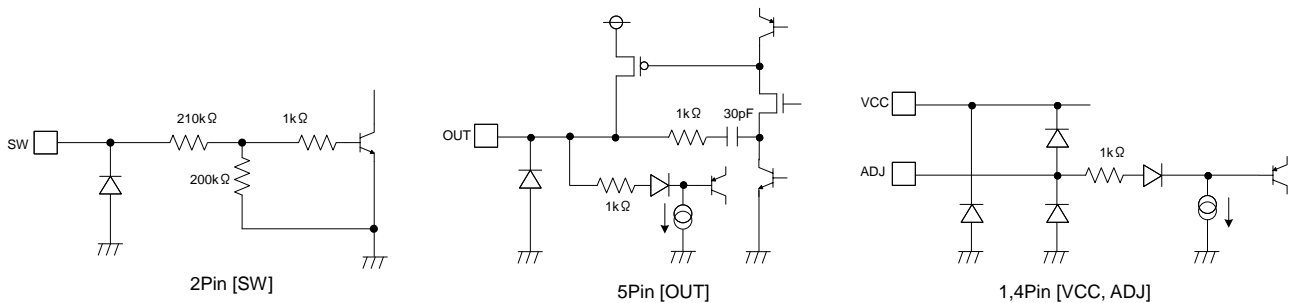 SW
210kΩ
1kΩ
200kΩ
2Pin [SW]
OUT
1kΩ
30pF
1kΩ
5Pin [OUT]
VCC
ADJ
1kΩ
1,4Pin [VCC, ADJ]